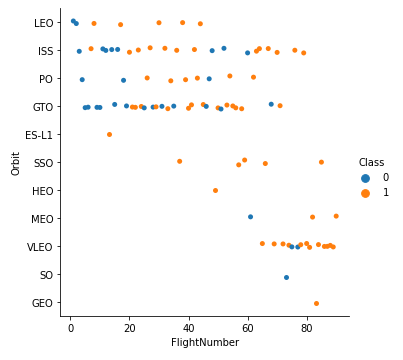 LEO
ISS
PO
GTO
ES-L1
SSO
HEO
MEO
VLEO
SO
GEO
Orbit
0
20
40
60
80
FlightNumber
Class
0
1